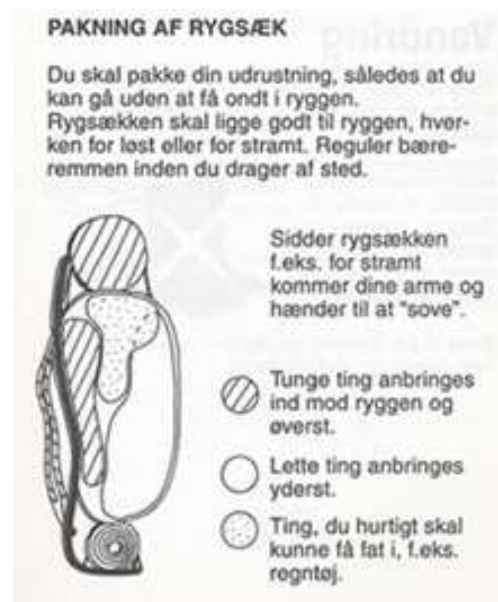 PAKNING AF RYGSÆK
Du skal pakke din udrustning, således at du
kan gå uden at få ondt i ryggen.
Rygsækken skal ligge godt til ryggen, hver-
ken for løst eller for stramt. Reguler bære-
remmen inden du drager af sted.
Sidder rygsækken
f.eks. for stramt
kommer dine arme og
hænder til at "sove".
Tunge ting anbringes
ind mod ryggen og
øverst.
Lette ting anbringes
yderst.
Ting, du hurtigt skal
kunne få fat i, f.eks.
regntøj.